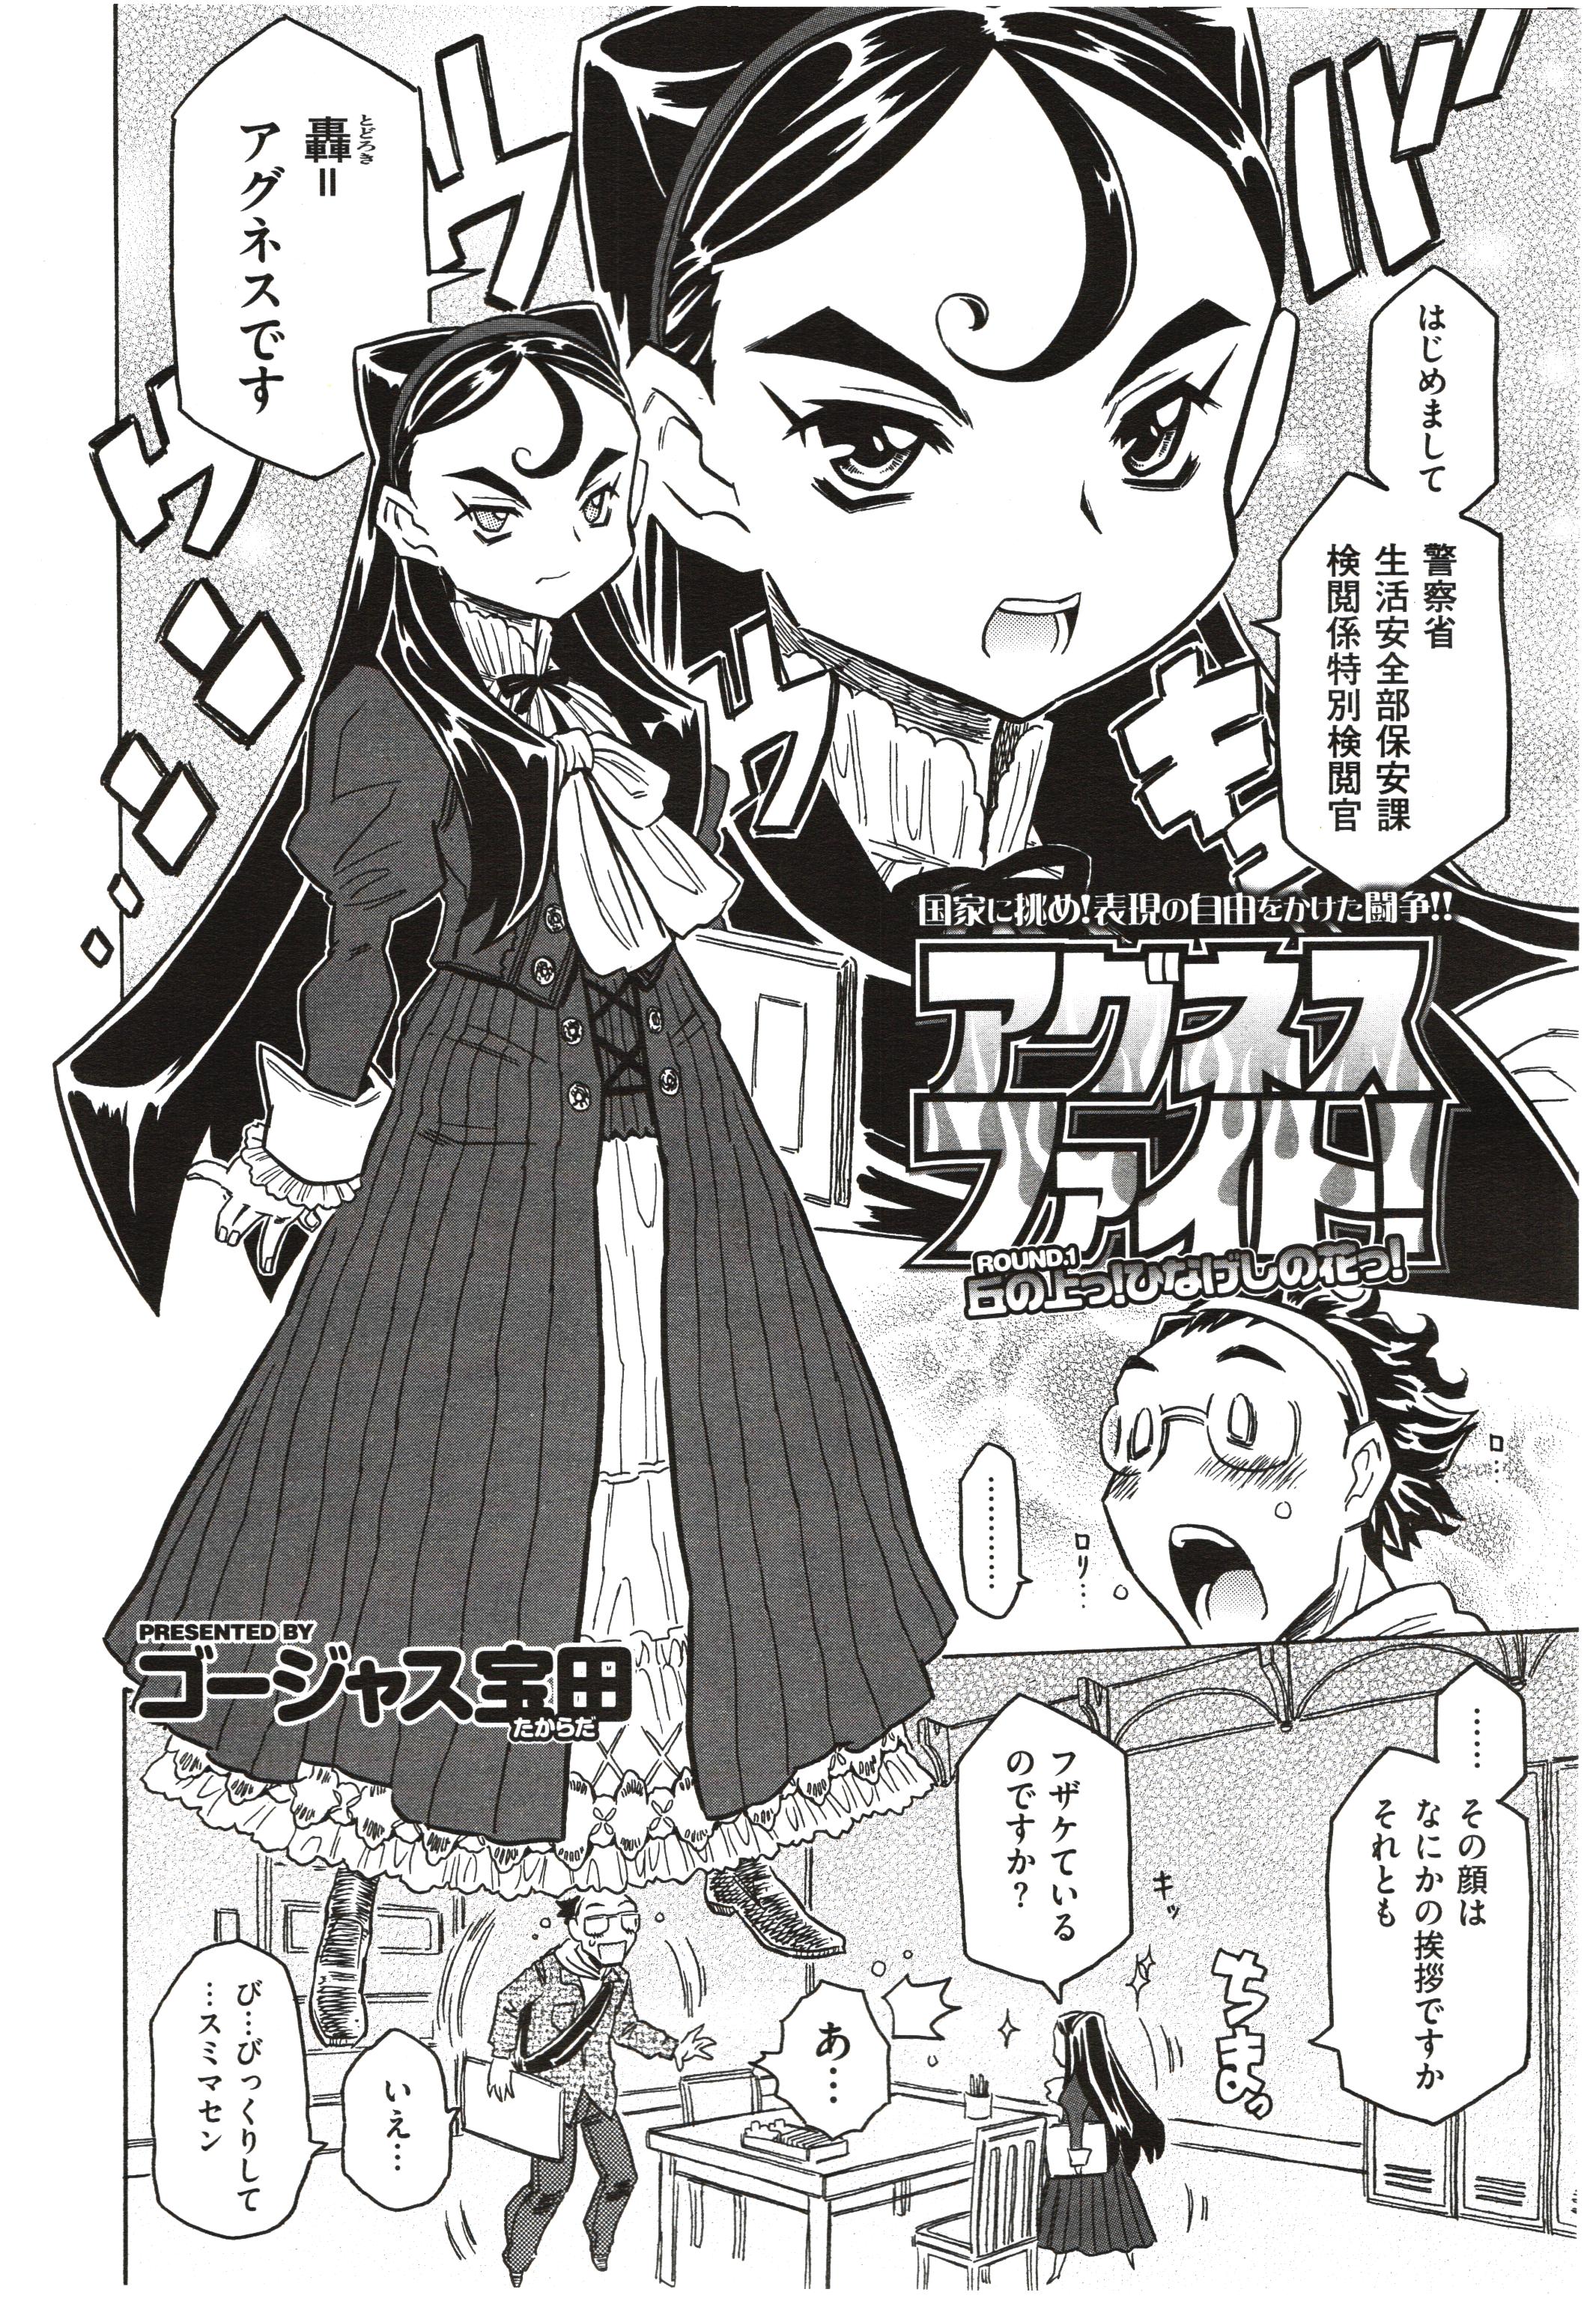 はじめまして
警察省
生活安全部保安課
検閲係特別検閲官
バ
ァ
ァ
ゥ
キュッ
轟=
とどろき
アグネスです
国家に挑め！表現の自由をかけた闘争!!
アグネス
ファイト！
ROUND.1
丘の上っ！ひなげしの花っ！
ロ…
ロリ…
………
PRESENTED BY
ゴージャス宝田
たからだ
……
その顔は
なにかの挨拶ですか
それとも
フザケている
のですか？
キッ
ちまっ
あ…
いえ…
び…びっくりして
…スミマセン